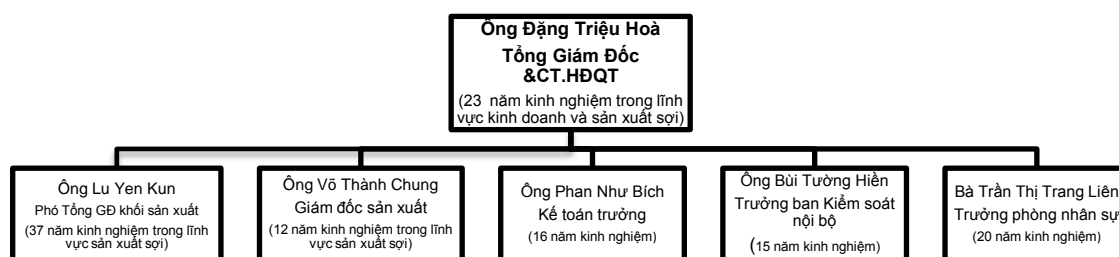 Ông Đặng Triệu Hoà
Tổng Giám Đốc
&CT.HĐQT
(23 năm kinh nghiệm trong lĩnh
vực kinh doanh và sản xuất sợi)
Ông Lu Yen Kun
Phó Tổng GĐ khối sản xuất
(37 năm kinh nghiệm trong lĩnh
vực sản xuất sợi)
Ông Võ Thành Chung
Giám đốc sản xuất
(12 năm kinh nghiệm trong lĩnh
vực sản xuất sợi)
Ông Phan Như Bích
Kế toán trưởng
(16 năm kinh nghiệm)
Ông Bùi Tường Hiền
Trưởng ban Kiểm soát
nội bộ
(15 năm kinh nghiệm)
Bà Trần Thị Trang Liên
Trưởng phòng nhân sự
(20 năm kinh nghiệm)